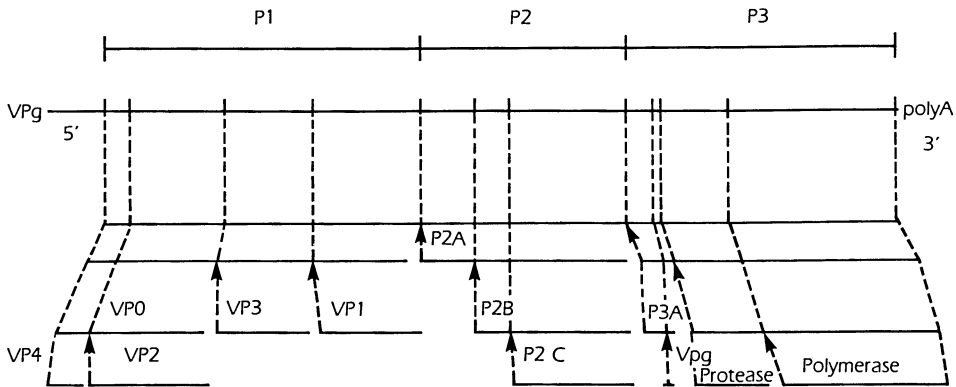 P1 P2 P3
VPg polyA
5′ 3′
P2A
VP0 VP3 VP1 P2B P3A
VP4 VP2 P2 C Vpg
Protease Polymerase